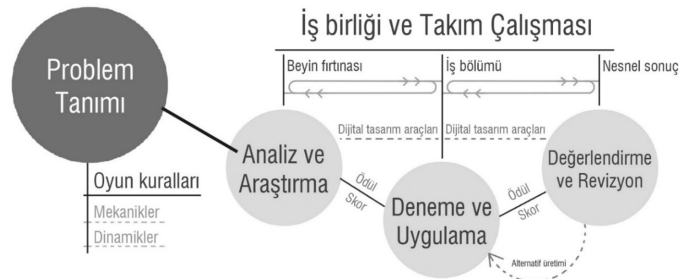 İş birliği ve Takım Çalışması
Problem
Tanımı
Beyin fırtınası
İş bölümü
Nesnel sonuç
Dijital tasarım araçları
Dijital tasarım araçları
Analiz ve
Araştırma
Değerlendirme
ve Revizyon
Oyun kuralları
Mekanikler
Dinamikler
Ödül
Skor
Deneme ve
Uygulama
Ödül
Skor
Alternatif üretimi